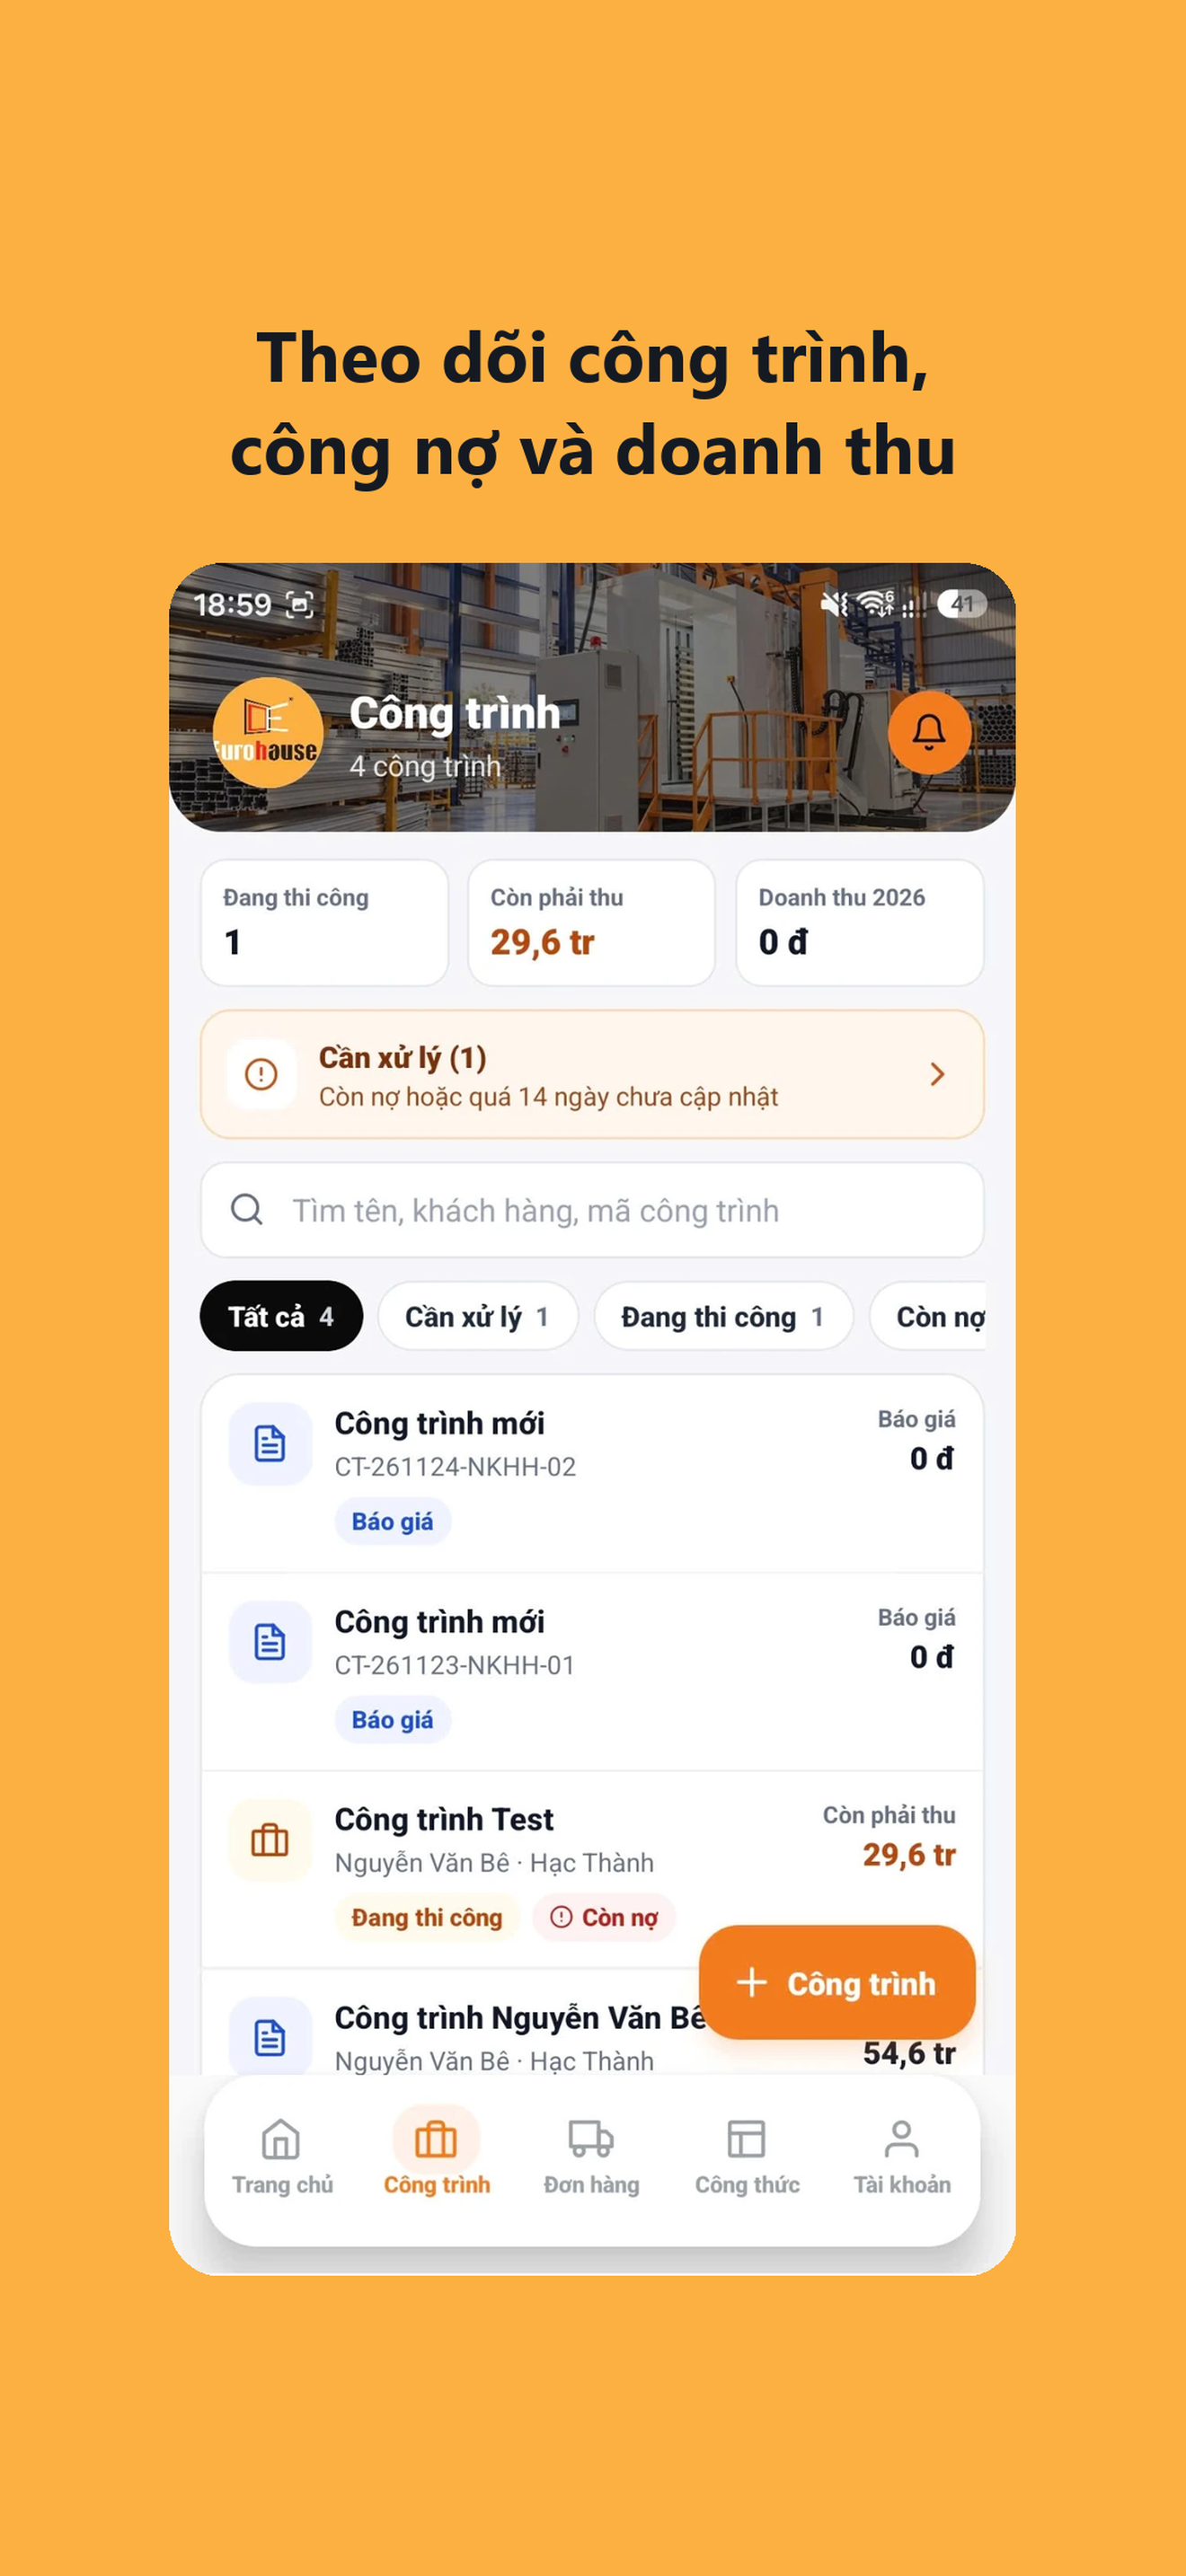 Theo dõi công trình,
công nợ và doanh thu
18:59
6
41
Eurohause
Công trình
4 công trình
Đang thi công
1
Còn phải thu
29,6 tr
Doanh thu 2026
0 đ
Cần xử lý (1)
Còn nợ hoặc quá 14 ngày chưa cập nhật
Tìm tên, khách hàng, mã công trình
Tất cả 4
Cần xử lý 1
Đang thi công 1
Còn nợ
Công trình mới
CT-261124-NKHH-02
Báo giá
Báo giá
0 đ
Công trình mới
CT-261123-NKHH-01
Báo giá
Báo giá
0 đ
Công trình Test
Nguyễn Văn Bê · Hạc Thành
Đang thi công
Còn nợ
Còn phải thu
29,6 tr
Công trình Nguyễn Văn Bê
Nguyễn Văn Bê · Hạc Thành
54,6 tr
+ Công trình
Trang chủ
Công trình
Đơn hàng
Công thức
Tài khoản